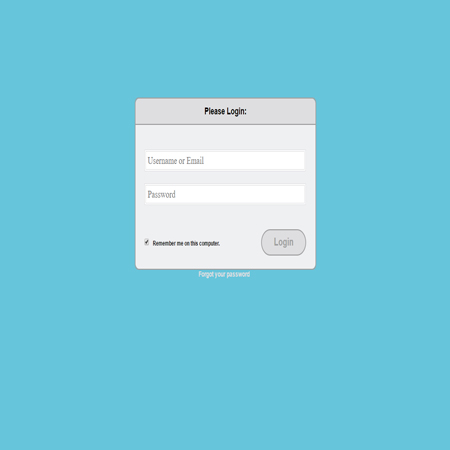 Please Login:
Username or Email
Password
Remember me on this computer.
Login
Forgot your password